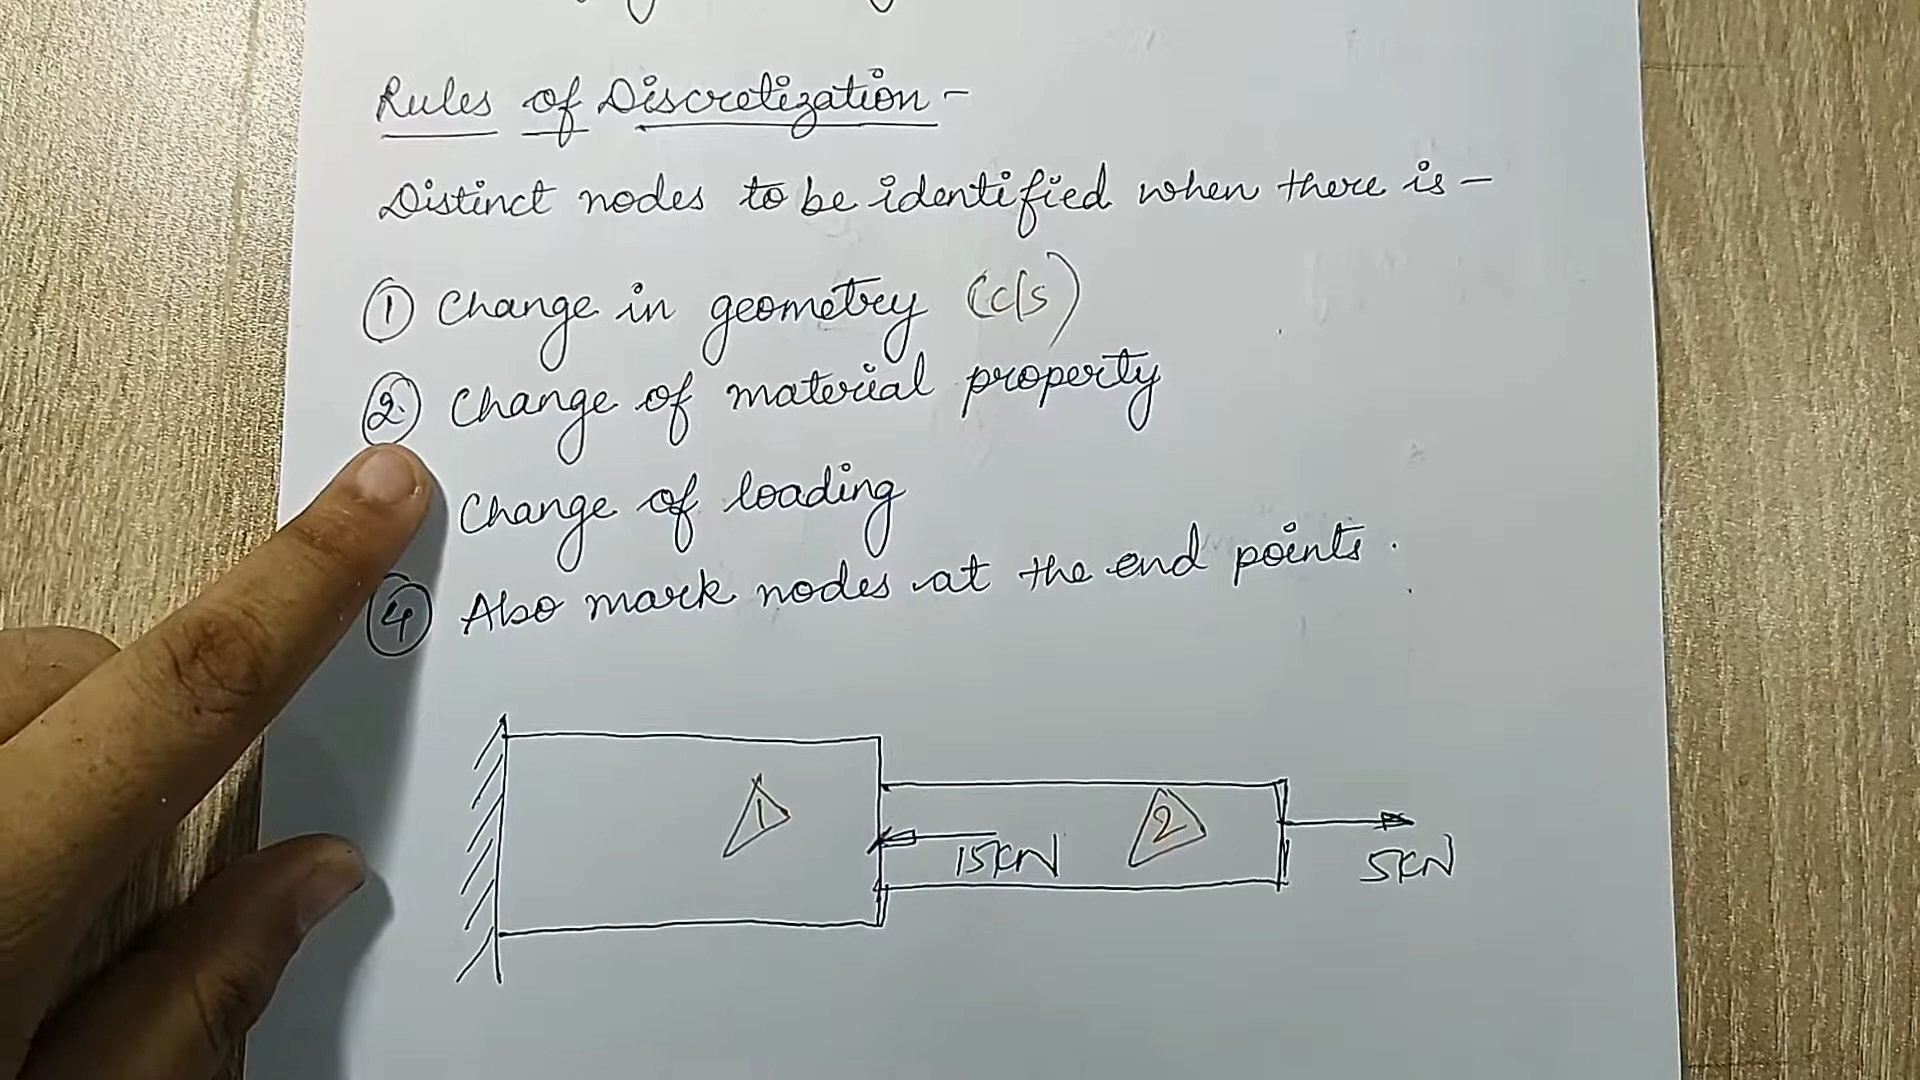 Rules of Discretization -
Distinct nodes to be identified when there is -
① Change in geometry (c/s)
② Change of material property
Change of loading
④ Also mark nodes at the end points.
1
2
15KN
5KN